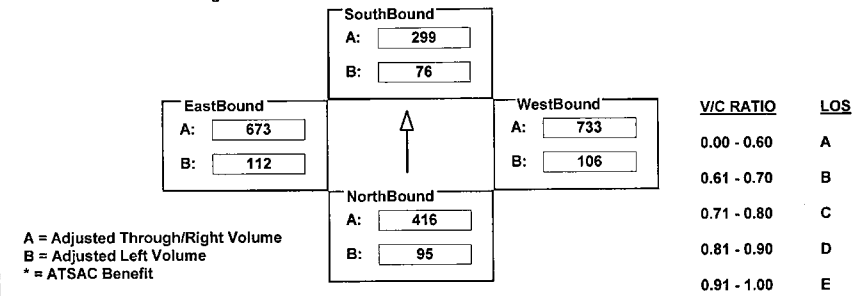 SouthBound
A: 299
B: 76
EastBound
A: 673
B: 112
WestBound
A: 733
B: 106
NorthBound
A: 416
B: 95
A = Adjusted Through/Right Volume
B = Adjusted Left Volume
* = ATSAC Benefit
V/C RATIO LOS
0.00 - 0.60 A
0.61 - 0.70 B
0.71 - 0.80 C
0.81 - 0.90 D
0.91 - 1.00 E